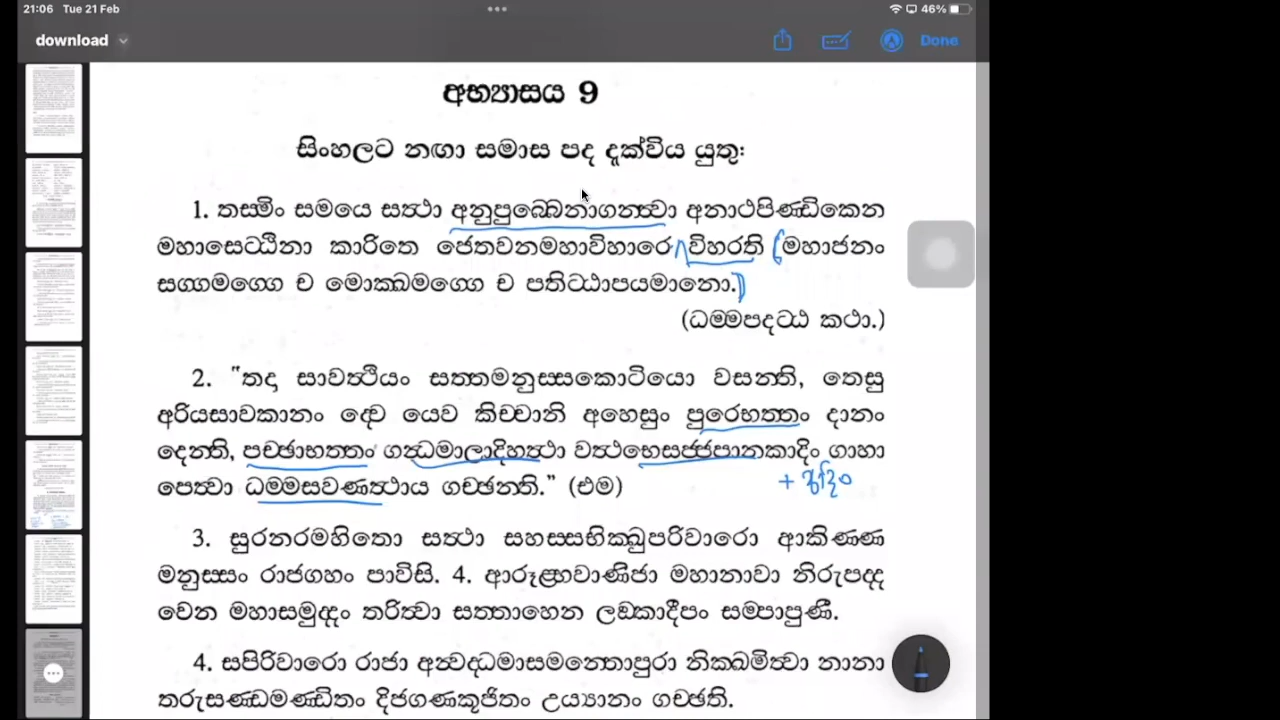 21:06 Tue 21 Feb
46%
download
Done
අභ්‍යාසය 9
සිංහලට නඟා සමාස පද දැක්විය යුතු:
1. තස්මිං සමයෙ සත්ථා අනුපුබ්බෙනාගන්ත්වා අනාථපිණ්ඩිකෙන
මහාසෙට්ඨිනා කාරිතෙ ජේතවනමහාවිහාරෙ විහරති මහාජනං
සග්ගමග්ගෙ ච මොක්ඛමග්ගෙ ච පතිට්ඨාපයමානො.
(ධම්මපදට්ඨ කථා.)
2. “තදා සාවත්ථියං සත්තමනුස්සකොටියො වසන්ති, තෙසු
අරියසාවකානං ද්වෙ යෙව කිච්චානි අහෙසුං පුරෙභත්තං දානං
දෙන්ති, පච්ඡාභත්තං ගන්ධමාලාදිහත්ථා වත්ථභෙසජ්ජපානකාදිං ගාහා
පෙත්වා ධම්මසවණත්ථාය ගච්ඡන්ති.” (එම)
+ ආදිං
3. සුරනරමහිතො සත්ථා සහස්සභික්ඛුපරිවාරො ආකිණ්ණ
මනුස්සං රාජගහං පාවිසි. 4. ආරූළ්හවාණිජා මහානාවා නිරුපද්ද
වෙන මහාසමුද්දං තරිත්වා සත්තාහෙන ලඞ්කාදීපං සම්පාපුණී.
4. සපිරිවාරො රාජා අන්වද්ධමාසමන්තොපුරා නික්ඛමිත්වා නානා
තරුසණ්ඩමණ්ඩිතං දිජගණකූජිතං උය්‍යානං ගච්ඡති.